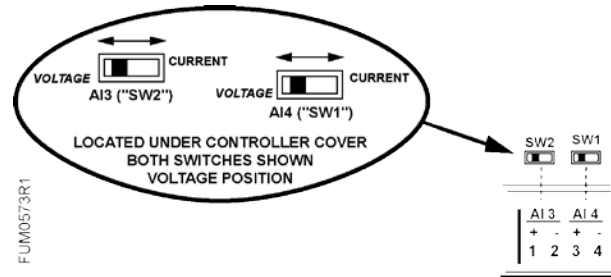 VOLTAGE CURRENT
AI3 ("SW2")
VOLTAGE CURRENT
AI4 ("SW1")
LOCATED UNDER CONTROLLER COVER
BOTH SWITCHES SHOWN
VOLTAGE POSITION
SW2 SW1
AI 3 AI 4
+ - + -
1 2 3 4
FUM0573R1